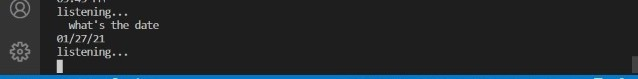 listening...
what's the date
01/27/21
listening...